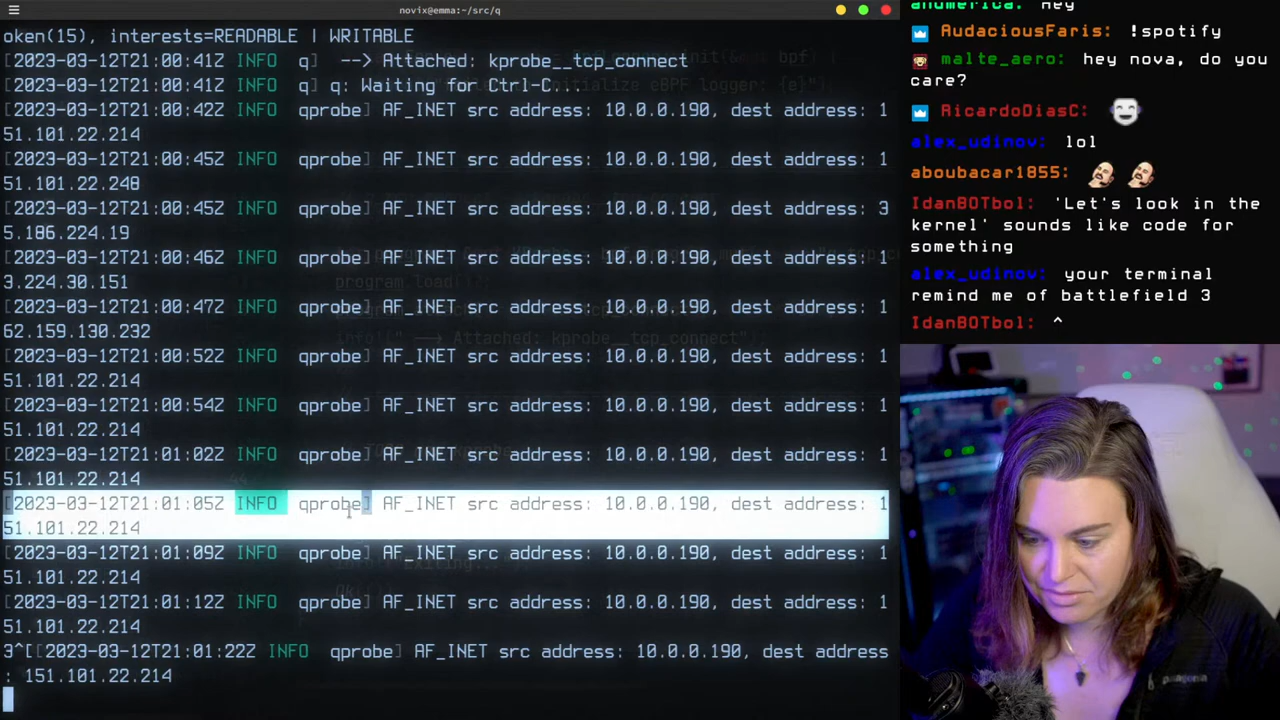 novix@emma:~/src/q
oken(15), interests=READABLE | WRITABLE
[2023-03-12T21:00:41Z INFO  q]  --> Attached: kprobe__tcp_connect
[2023-03-12T21:00:41Z INFO  q] q: Waiting for Ctrl-C...
[2023-03-12T21:00:42Z INFO  qprobe] AF_INET src address: 10.0.0.190, dest address: 1
51.101.22.214
[2023-03-12T21:00:45Z INFO  qprobe] AF_INET src address: 10.0.0.190, dest address: 1
51.101.22.248
[2023-03-12T21:00:45Z INFO  qprobe] AF_INET src address: 10.0.0.190, dest address: 3
5.186.224.19
[2023-03-12T21:00:46Z INFO  qprobe] AF_INET src address: 10.0.0.190, dest address: 1
3.224.30.151
[2023-03-12T21:00:47Z INFO  qprobe] AF_INET src address: 10.0.0.190, dest address: 1
62.159.130.232
[2023-03-12T21:00:52Z INFO  qprobe] AF_INET src address: 10.0.0.190, dest address: 1
51.101.22.214
[2023-03-12T21:00:54Z INFO  qprobe] AF_INET src address: 10.0.0.190, dest address: 1
51.101.22.214
[2023-03-12T21:01:02Z INFO  qprobe] AF_INET src address: 10.0.0.190, dest address: 1
51.101.22.214
[2023-03-12T21:01:05Z INFO  qprobe] AF_INET src address: 10.0.0.190, dest address: 1
51.101.22.214
[2023-03-12T21:01:09Z INFO  qprobe] AF_INET src address: 10.0.0.190, dest address: 1
51.101.22.214
[2023-03-12T21:01:12Z INFO  qprobe] AF_INET src address: 10.0.0.190, dest address: 1
51.101.22.214
3^[[2023-03-12T21:01:22Z INFO  qprobe] AF_INET src address: 10.0.0.190, dest address
: 151.101.22.214
hey
AudaciousFaris: !spotify
malte_aero: hey nova, do you
care?
RicardoDiasC:
alex_udinov: lol
aboubacar1855:
IdanBOTbol: 'Let's look in the
kernel' sounds like code for
something
alex_udinov: your terminal
remind me of battlefield 3
IdanBOTbol: ^
patagonia